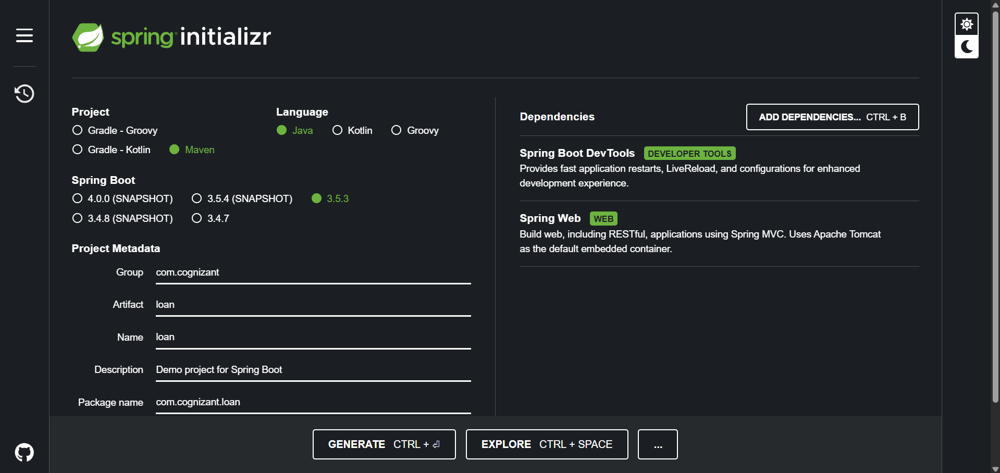 spring initializr
Project
Gradle - Groovy
Gradle - Kotlin
Maven
Language
Java
Kotlin
Groovy
Spring Boot
4.0.0 (SNAPSHOT)
3.5.4 (SNAPSHOT)
3.5.3
3.4.8 (SNAPSHOT)
3.4.7
Project Metadata
Group com.cognizant
Artifact loan
Name loan
Description Demo project for Spring Boot
Package name com.cognizant.loan
Dependencies
ADD DEPENDENCIES... CTRL + B
Spring Boot DevTools DEVELOPER TOOLS
Provides fast application restarts, LiveReload, and configurations for enhanced
development experience.
Spring Web WEB
Build web, including RESTful, applications using Spring MVC. Uses Apache Tomcat
as the default embedded container.
GENERATE CTRL + ⏎
EXPLORE CTRL + SPACE
...